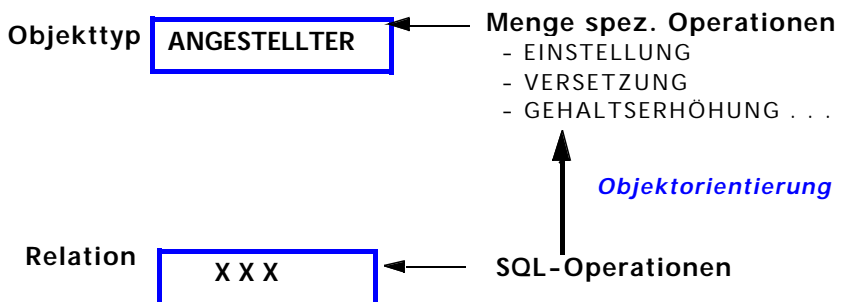 Objekttyp ANGESTELLTER
Menge spez. Operationen
- EINSTELLUNG
- VERSETZUNG
- GEHALTSERHÖHUNG . . .
Objektorientierung
Relation X X X
SQL-Operationen